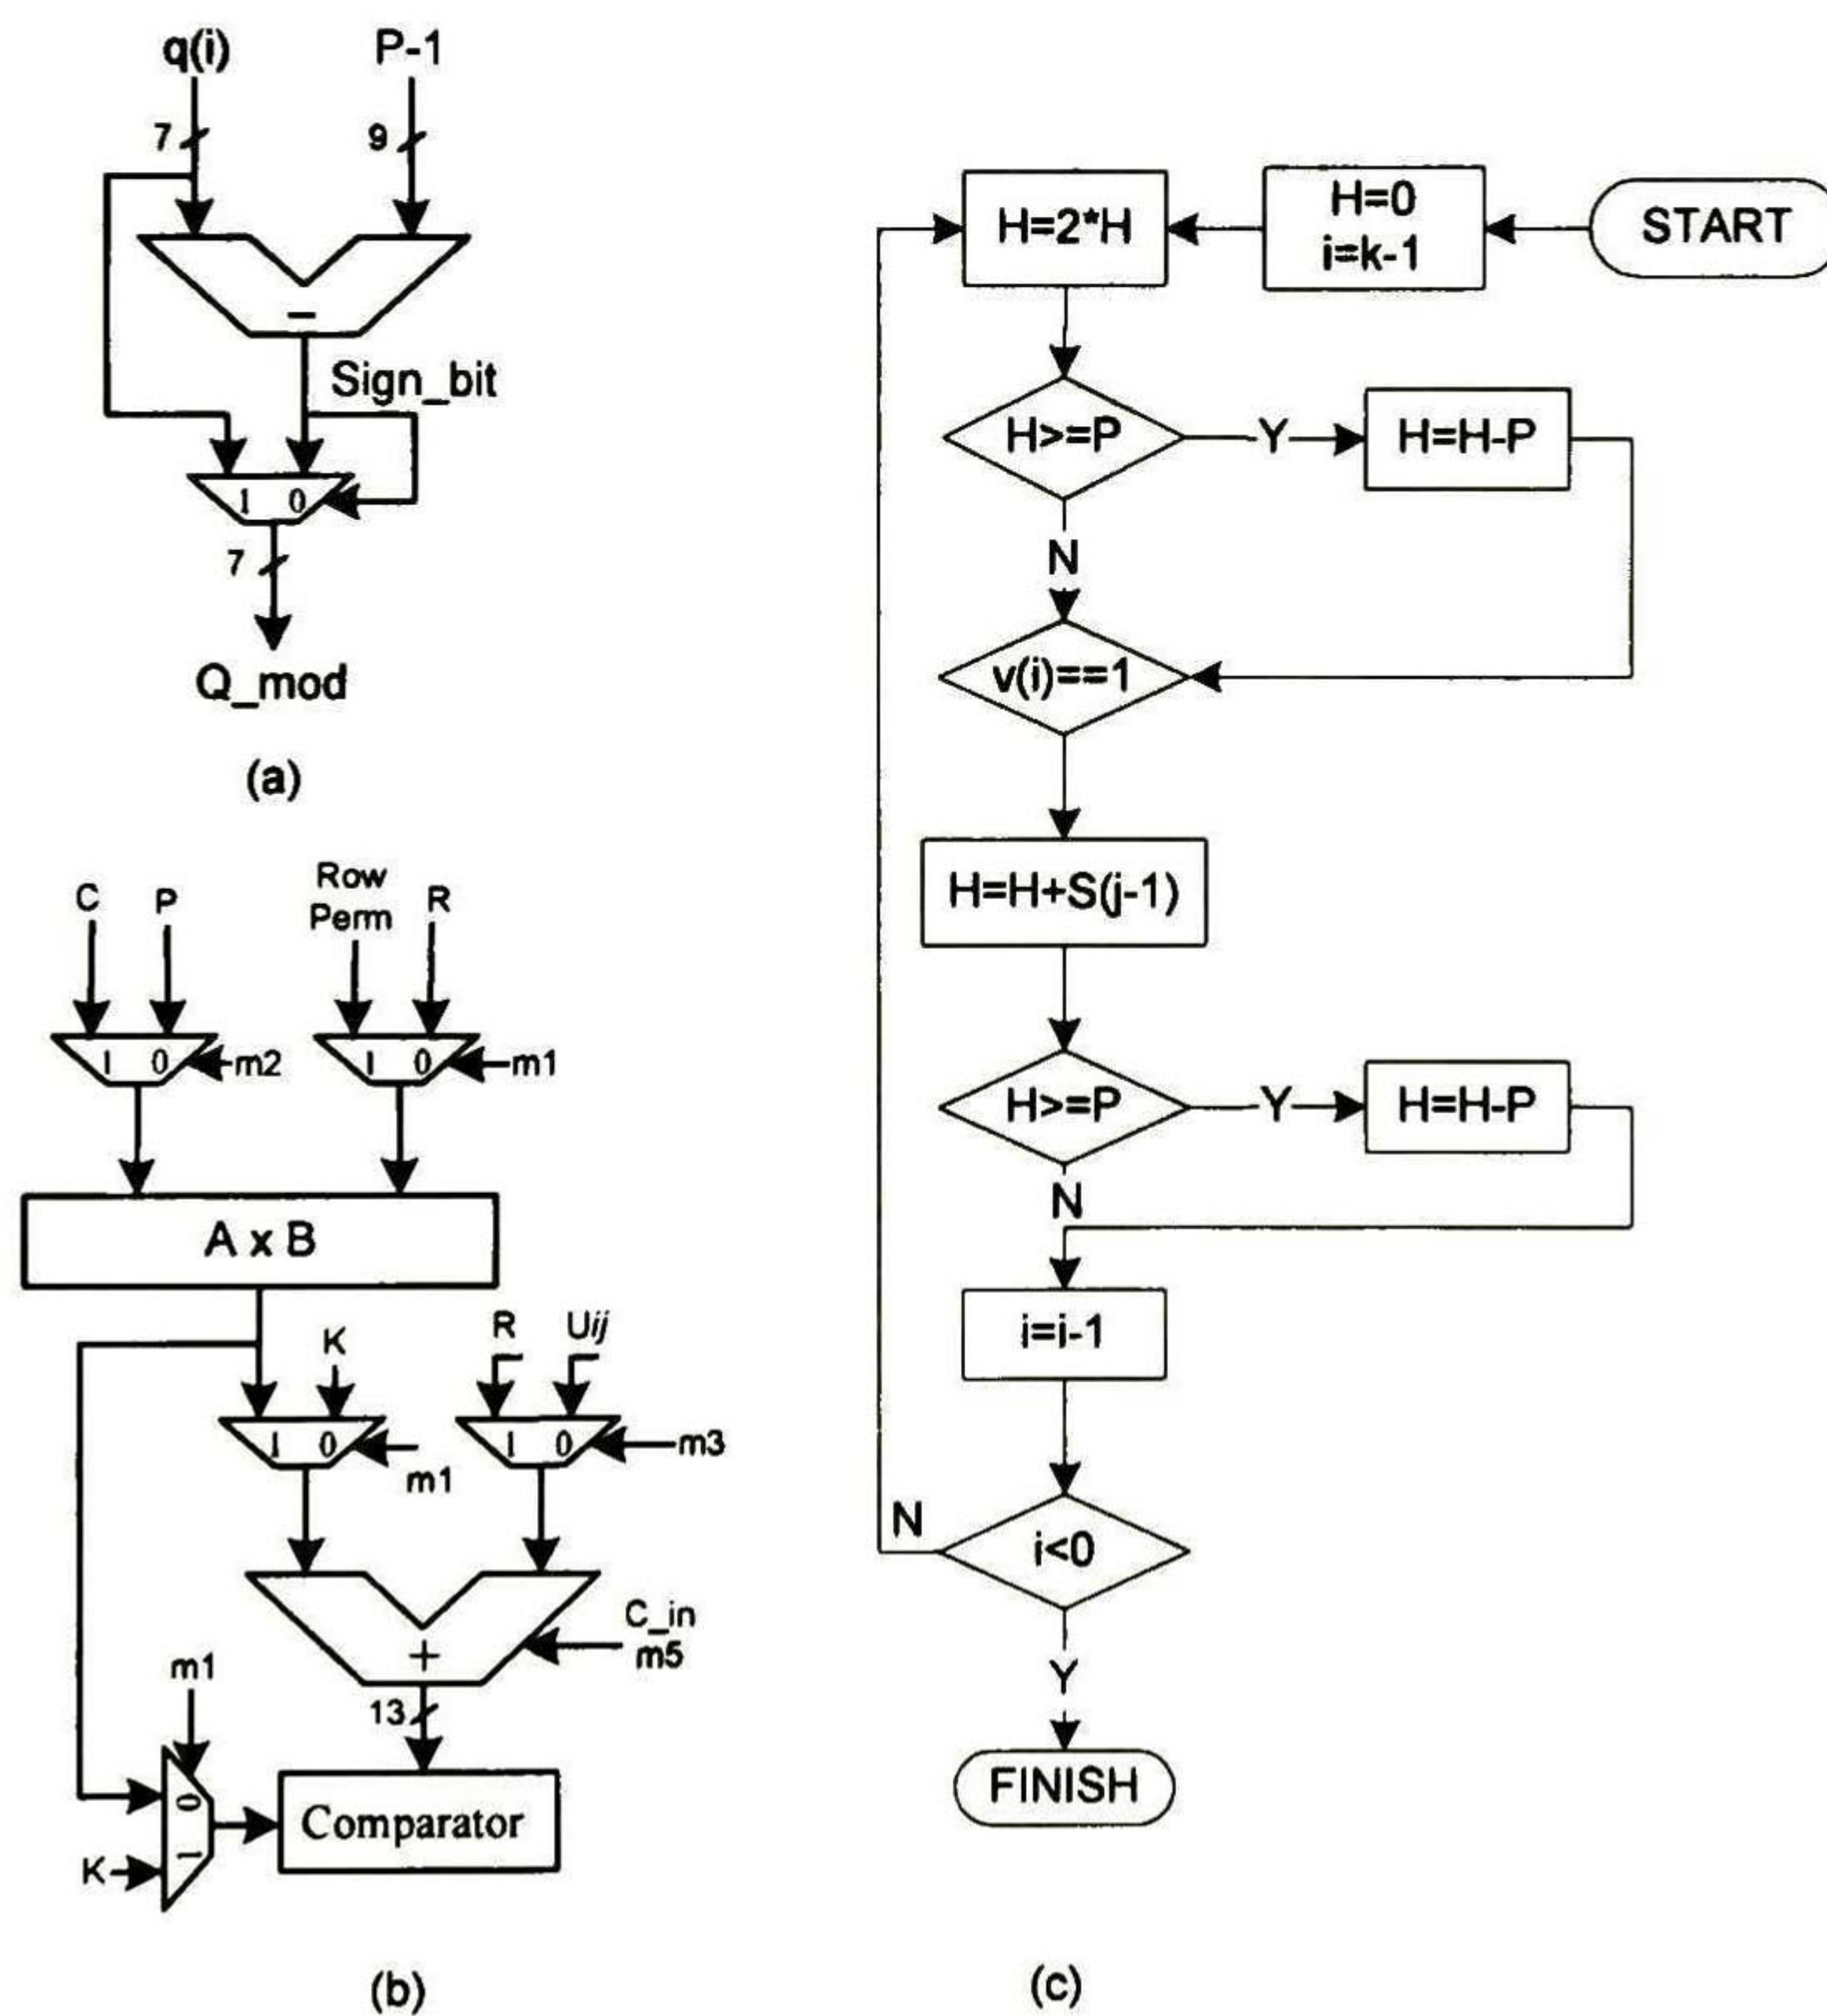 q(i) P-1
7 9
−
Sign_bit
1 0
7
Q_mod
(a)
C P Row Perm R
1 0 m2 1 0 m1
A x B
K R Uij
1 0 m1 1 0 m3
+
C_in
m5
13
m1
0
1
K
Comparator
(b)
START
H=0
i=k-1
H=2*H
H>=P Y H=H-P
N
v(i)==1
H=H+S(j-1)
H>=P Y H=H-P
N
i=i-1
N i<0
Y
FINISH
(c)